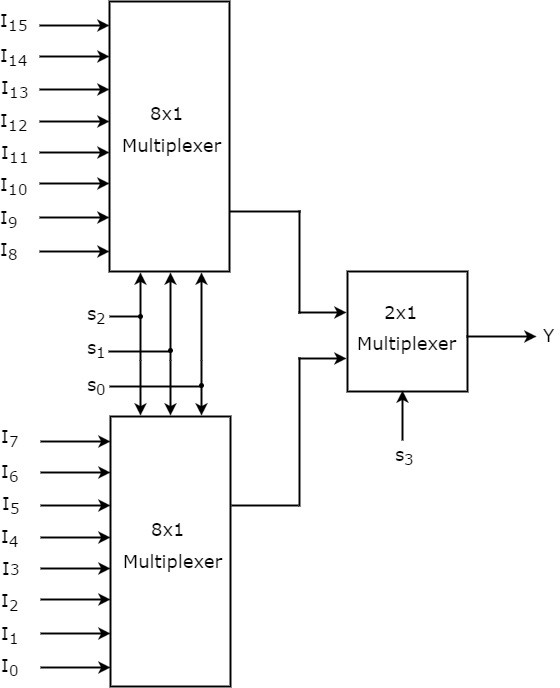 I₁₅
I₁₄
I₁₃
I₁₂
I₁₁
I₁₀
I₉
I₈
8x1
Multiplexer
s₂
s₁
s₀
I₇
I₆
I₅
I₄
I₃
I₂
I₁
I₀
8x1
Multiplexer
2x1
Multiplexer
Y
s₃